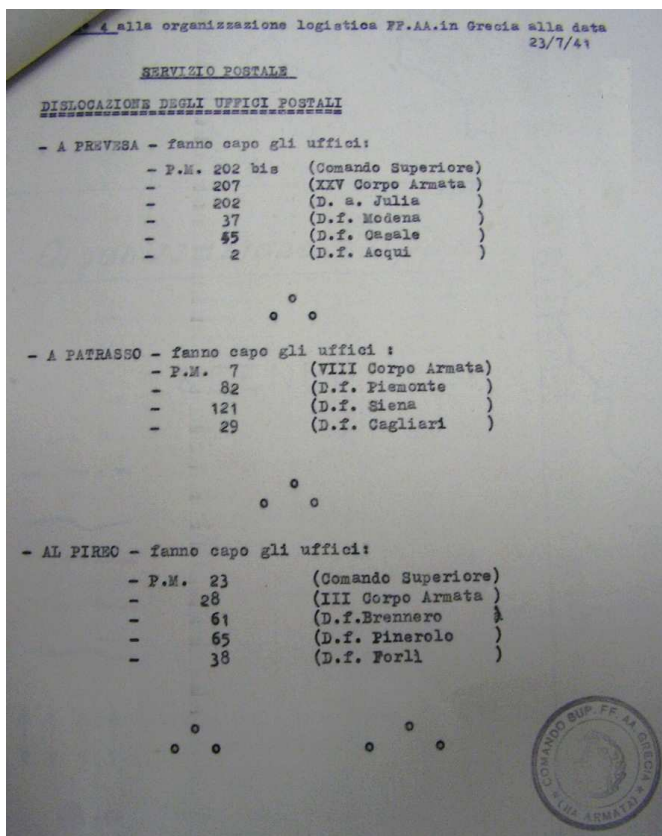 4 alla organizzazione logistica FF.AA.in Grecia alla data
23/7/41
SERVIZIO POSTALE
DISLOCAZIONE DEGLI UFFICI POSTALI
- A PREVESA - fanno capo gli uffici:
- P.M. 202 bis (Comando Superiore)
- 207 (XXV Corpo Armata )
- 202 (D. a. Julia )
- 37 (D.f. Modena )
- 55 (D.f. Casale )
- 2 (D.f. Acqui )
- A PATRASSO - fanno capo gli uffici :
- P.M. 7 (VIII Corpo Armata)
- 82 (D.f. Piemonte )
- 121 (D.f. Siena )
- 29 (D.f. Cagliari )
- AL PIREO - fanno capo gli uffici:
- P.M. 23 (Comando Superiore)
- 28 (III Corpo Armata )
- 61 (D.f.Brennero )
- 65 (D.f. Pinerolo )
- 38 (D.f. Forlì )
COMANDO SUP. FF. AA. GRECIA
(11A ARMATA)